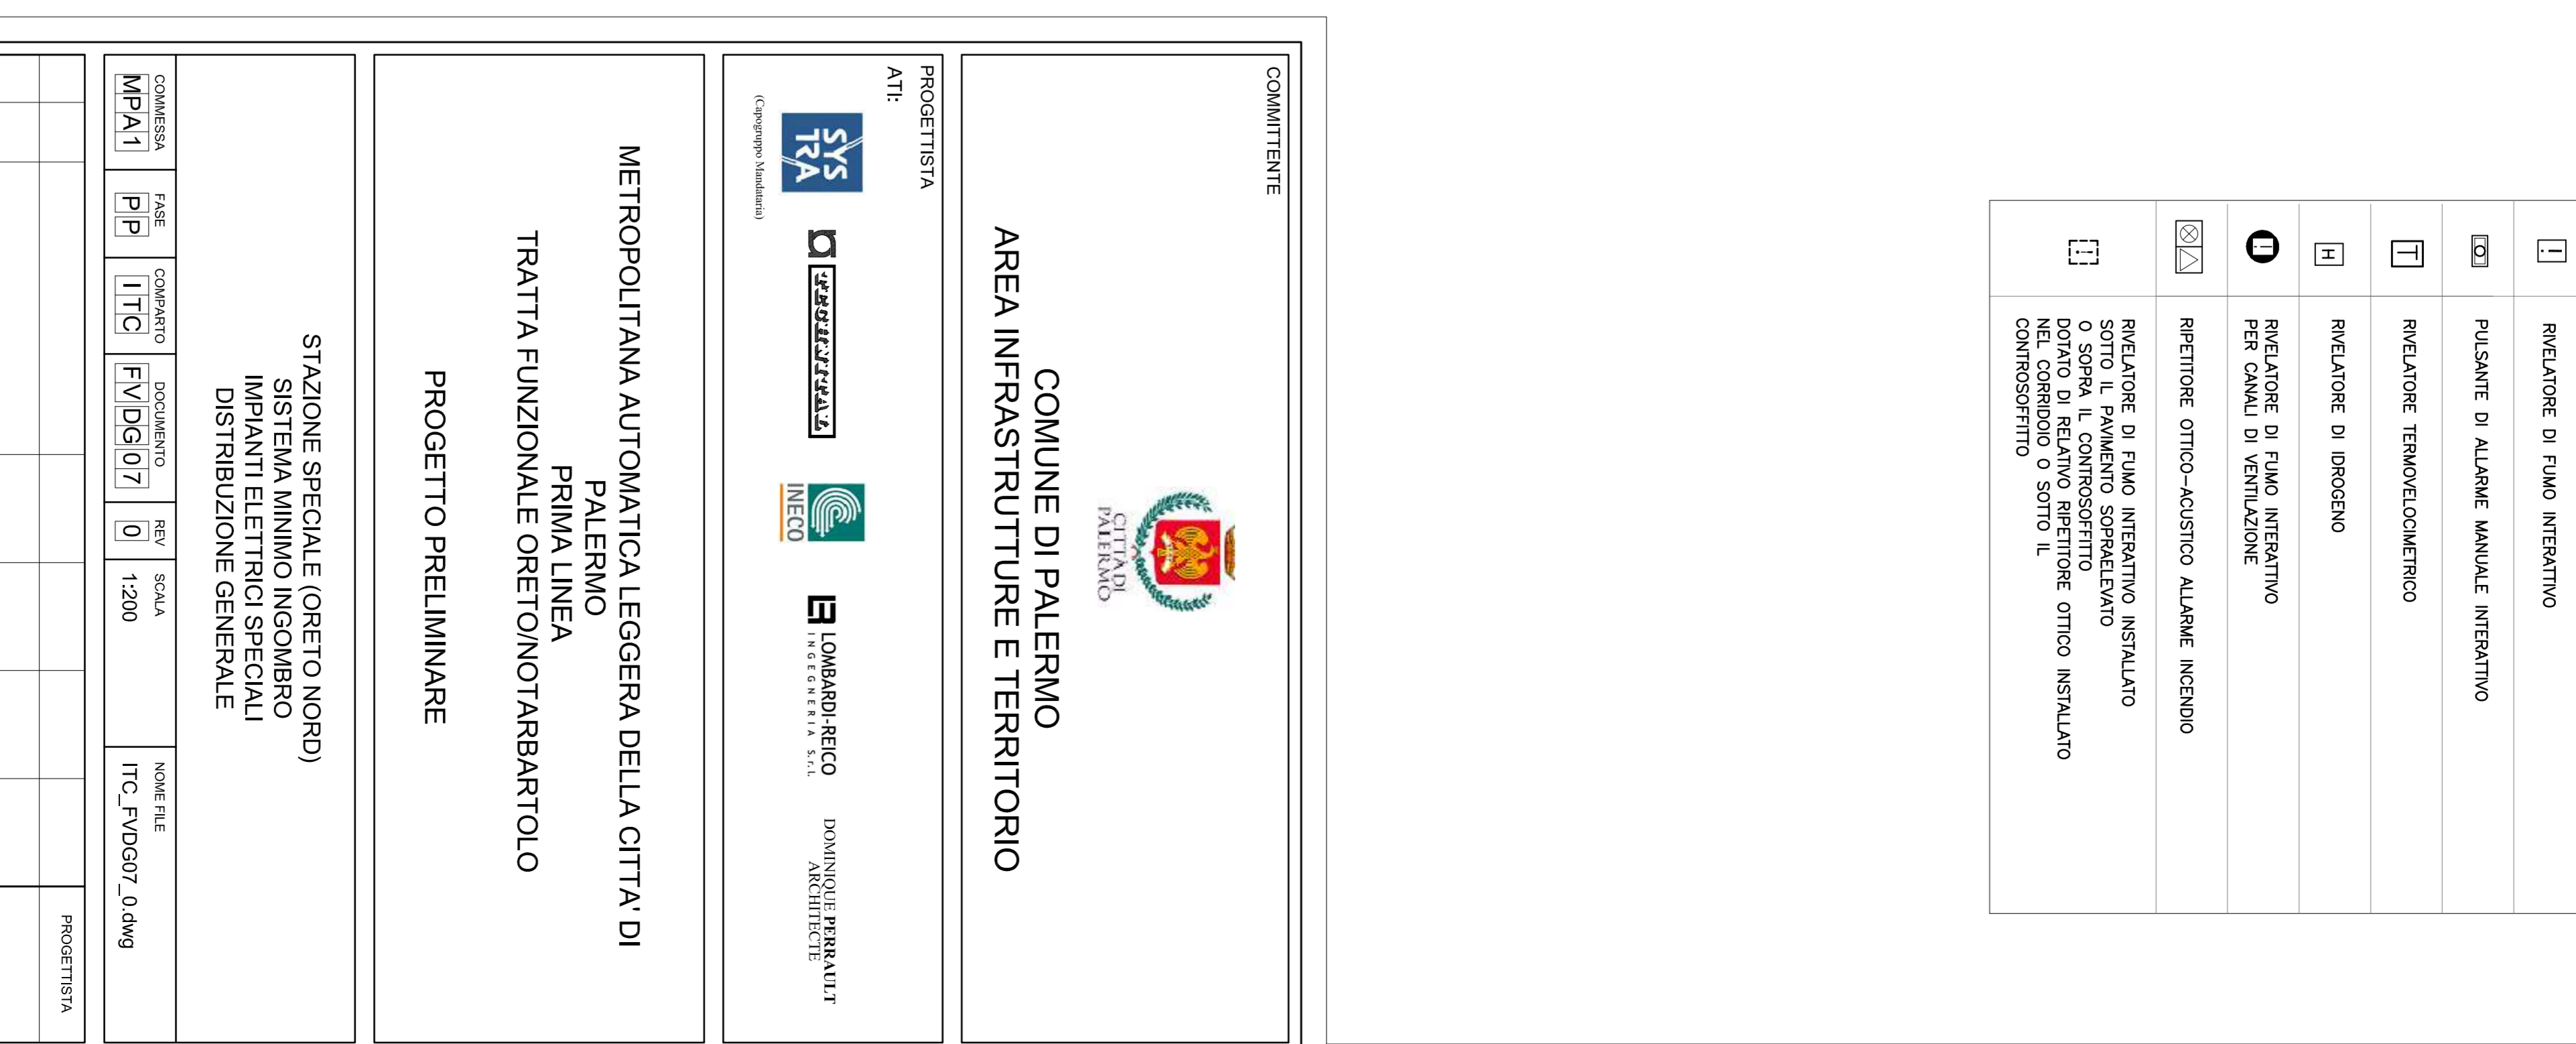 RIVELATORE DI FUMO INTERATTIVO
PULSANTE DI ALLARME MANUALE INTERATTIVO
T
RIVELATORE TERMOVELOCIMETRICO
H
RIVELATORE DI IDROGENO
RIVELATORE DI FUMO INTERATTIVO
PER CANALI DI VENTILAZIONE
RIPETITORE OTTICO-ACUSTICO ALLARME INCENDIO
RIVELATORE DI FUMO INTERATTIVO INSTALLATO
SOTTO IL PAVIMENTO SOPRAELEVATO
O SOPRA IL CONTROSOFFITTO
DOTATO DI RELATIVO RIPETITORE OTTICO INSTALLATO
NEL CORRIDOIO O SOTTO IL
CONTROSOFFITTO
COMMITTENTE
CITTÀ DI
PALERMO
COMUNE DI PALERMO
AREA INFRASTRUTTURE E TERRITORIO
PROGETTISTA
ATI:
SYSTRA
(Capogruppo Mandataria)
INECO
LOMBARDI-REICO
INGEGNERIA S.r.l.
DOMINIQUE PERRAULT
ARCHITECTE
METROPOLITANA AUTOMATICA LEGGERA DELLA CITTA' DI
PALERMO
PRIMA LINEA
TRATTA FUNZIONALE ORETO/NOTARBARTOLO
PROGETTO PRELIMINARE
STAZIONE SPECIALE (ORETO NORD)
SISTEMA MINIMO INGOMBRO
IMPIANTI ELETTRICI SPECIALI
DISTRIBUZIONE GENERALE
COMMESSA
MPA1
FASE
PP
COMPARTO
ITC
DOCUMENTO
FVDG07
REV
0
SCALA
1:200
NOME FILE
ITC_FVDG07_0.dwg
PROGETTISTA